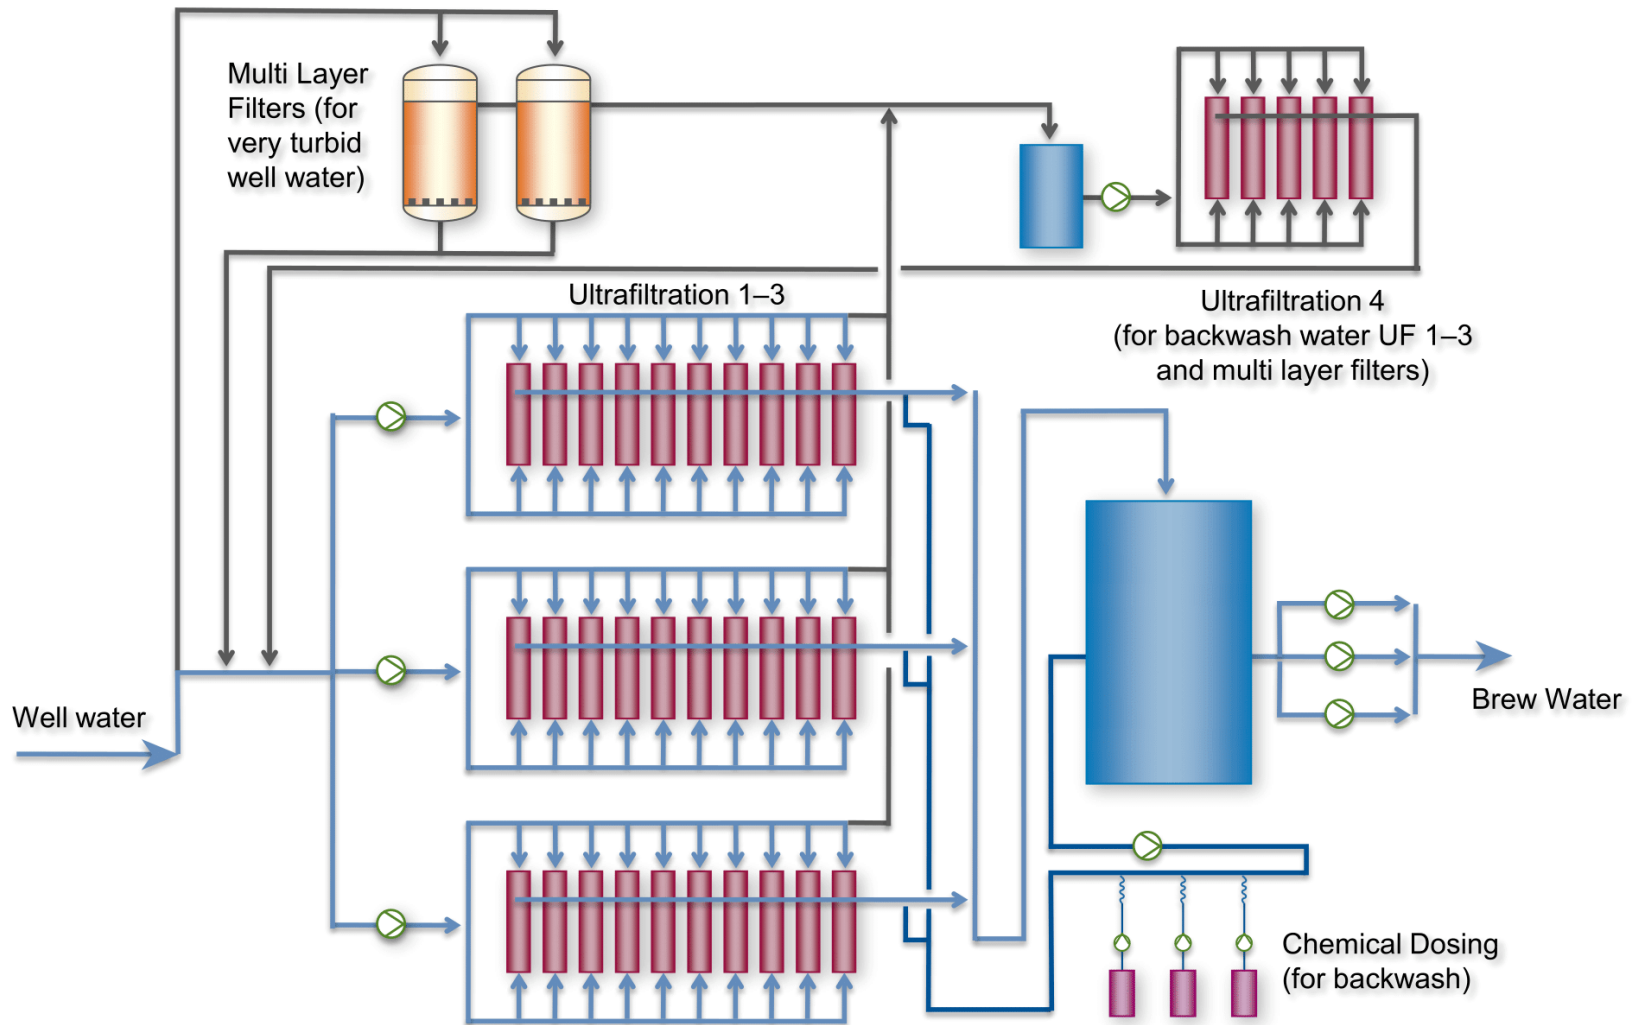 Multi Layer
Filters (for
very turbid
well water)
Ultrafiltration 1–3
Ultrafiltration 4
(for backwash water UF 1–3
and multi layer filters)
Well water
Brew Water
Chemical Dosing
(for backwash)